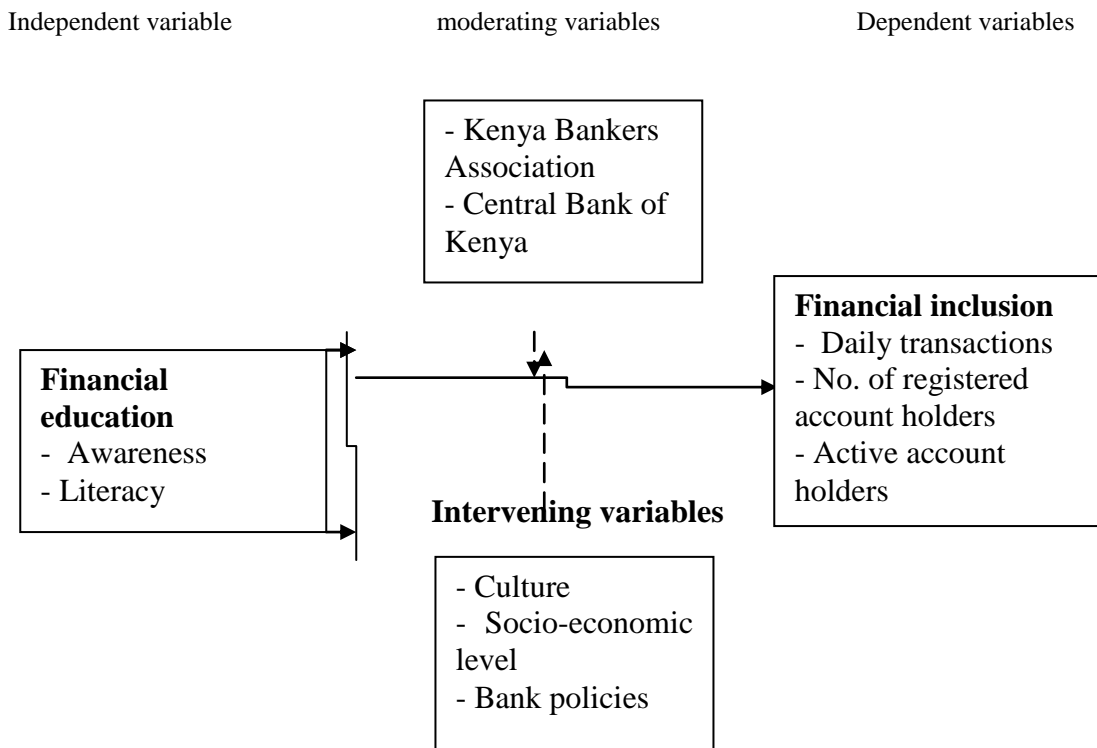 Independent variable moderating variables Dependent variables
- Kenya Bankers
Association
- Central Bank of
Kenya
Financial
education
- Awareness
- Literacy
Financial inclusion
- Daily transactions
- No. of registered
account holders
- Active account
holders
Intervening variables
- Culture
- Socio-economic
level
- Bank policies